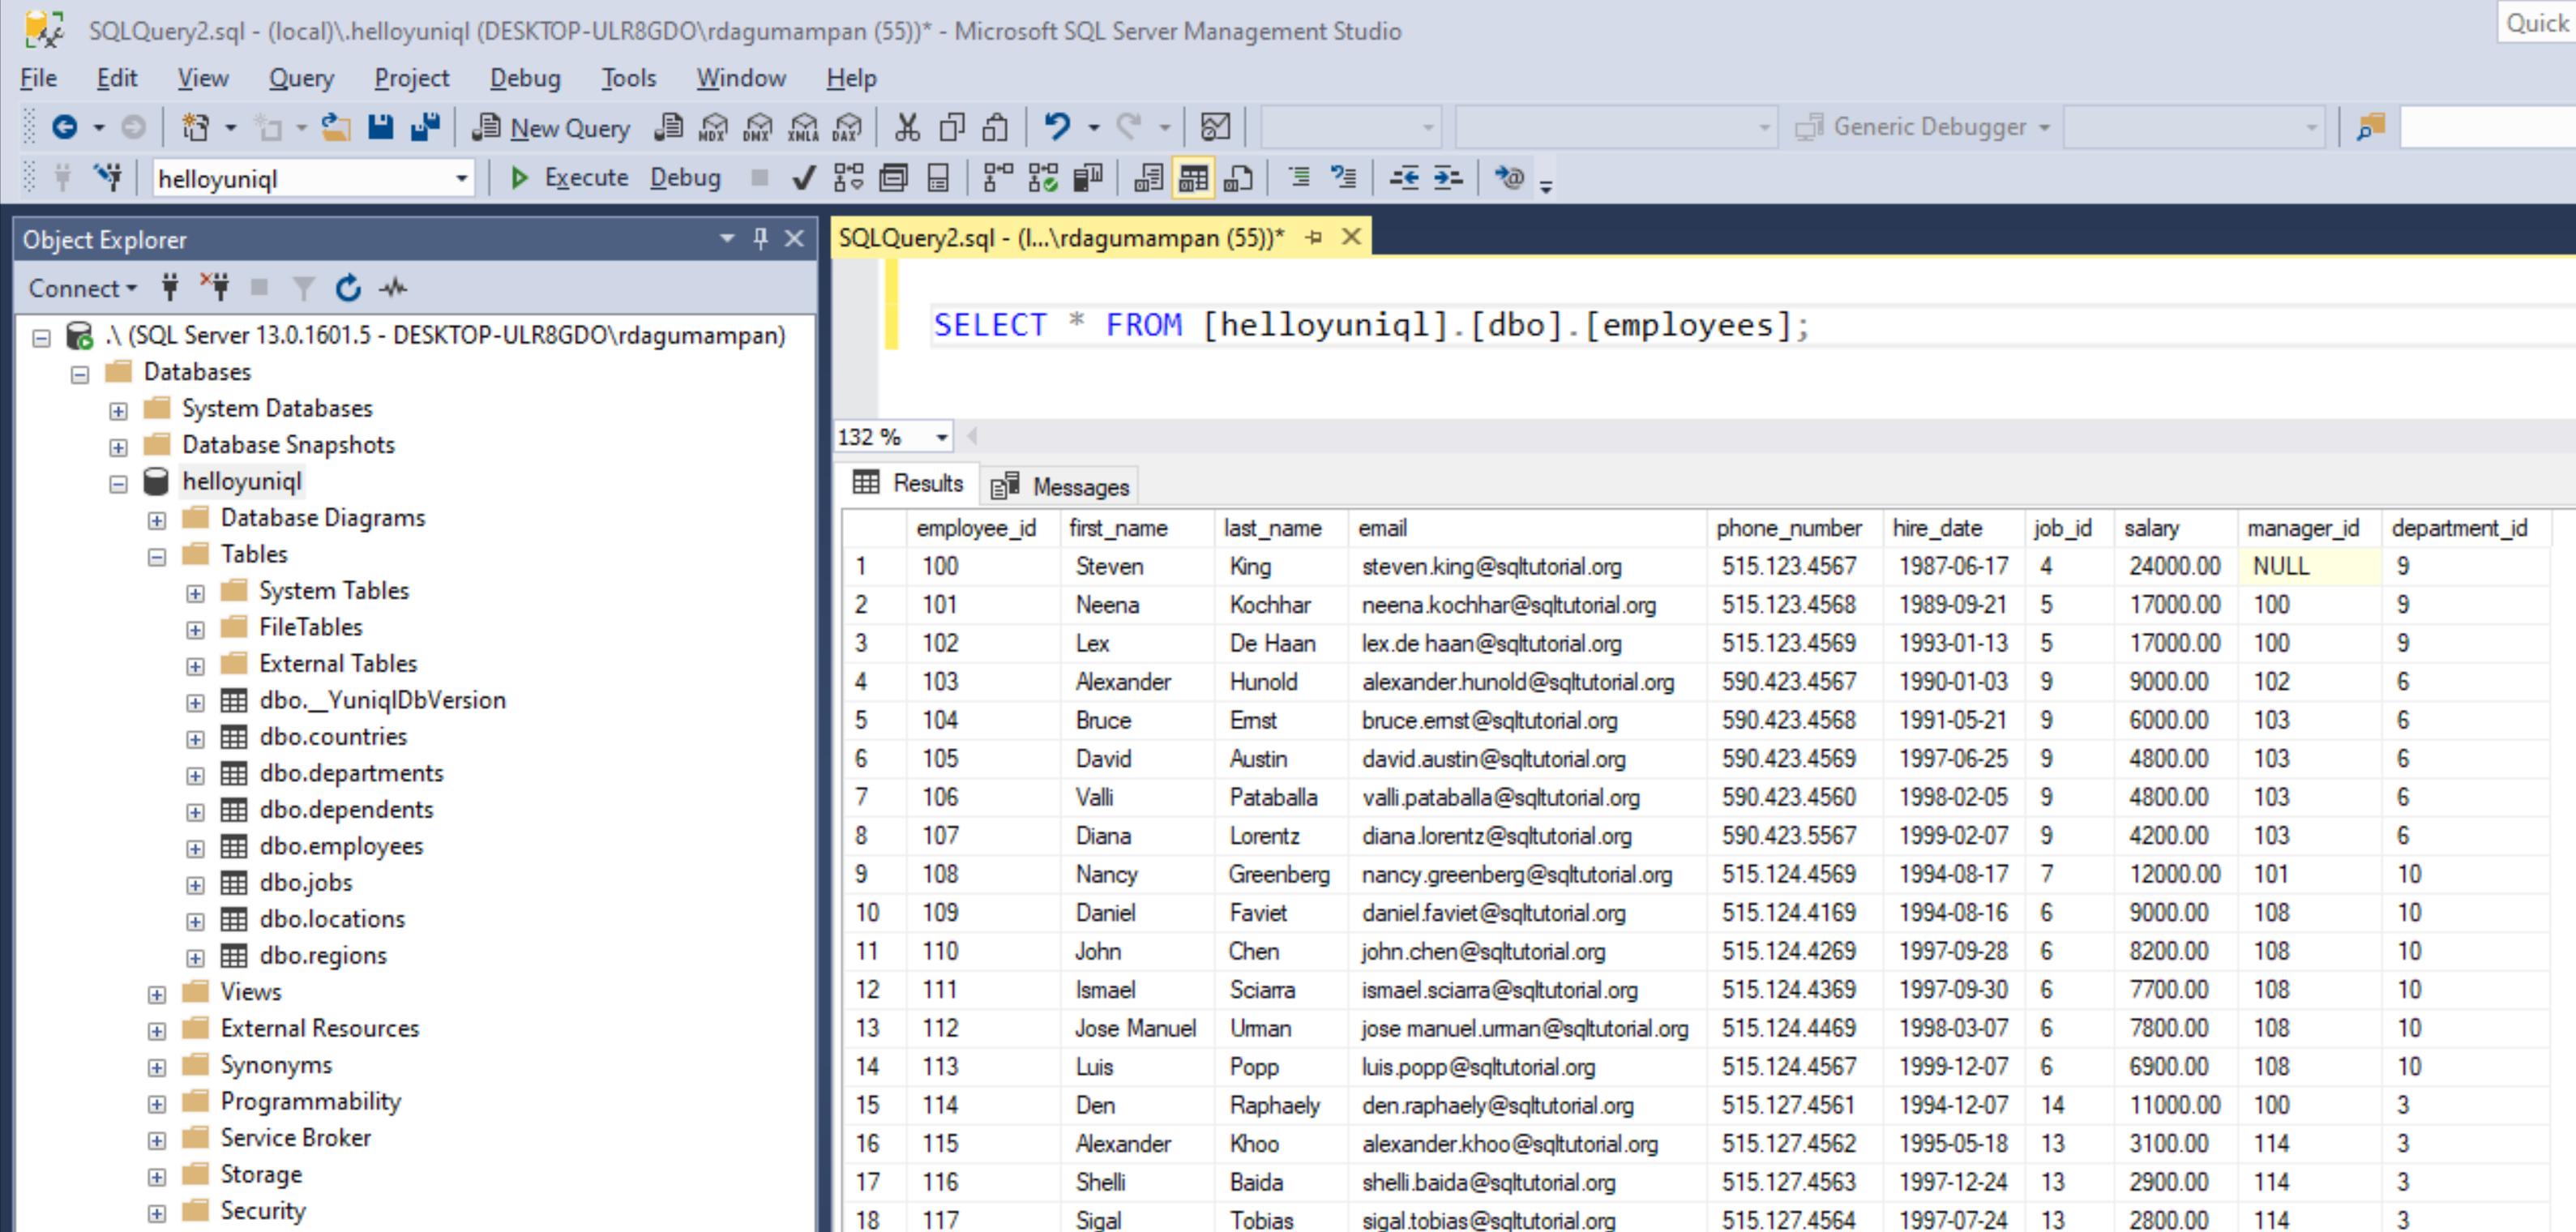 SQLQuery2.sql - (local)\.helloyuniql (DESKTOP-ULR8GDO\rdagumampan (55))* - Microsoft SQL Server Management Studio
Quick
File Edit View Query Project Debug Tools Window Help
New Query MDX DMX XMLA DAX Generic Debugger
helloyuniql Execute Debug
Object Explorer
Connect
.\ (SQL Server 13.0.1601.5 - DESKTOP-ULR8GDO\rdagumampan)
Databases
System Databases
Database Snapshots
helloyuniql
Database Diagrams
Tables
System Tables
FileTables
External Tables
dbo.__YuniqlDbVersion
dbo.countries
dbo.departments
dbo.dependents
dbo.employees
dbo.jobs
dbo.locations
dbo.regions
Views
External Resources
Synonyms
Programmability
Service Broker
Storage
Security
SQLQuery2.sql - (l...\rdagumampan (55))*
SELECT * FROM [helloyuniql].[dbo].[employees];
132 %
Results Messages
employee_id first_name last_name email phone_number hire_date job_id salary manager_id department_id
1 100 Steven King steven.king@sqltutorial.org 515.123.4567 1987-06-17 4 24000.00 NULL 9
2 101 Neena Kochhar neena.kochhar@sqltutorial.org 515.123.4568 1989-09-21 5 17000.00 100 9
3 102 Lex De Haan lex.de haan@sqltutorial.org 515.123.4569 1993-01-13 5 17000.00 100 9
4 103 Alexander Hunold alexander.hunold@sqltutorial.org 590.423.4567 1990-01-03 9 9000.00 102 6
5 104 Bruce Ernst bruce.ernst@sqltutorial.org 590.423.4568 1991-05-21 9 6000.00 103 6
6 105 David Austin david.austin@sqltutorial.org 590.423.4569 1997-06-25 9 4800.00 103 6
7 106 Valli Pataballa valli.pataballa@sqltutorial.org 590.423.4560 1998-02-05 9 4800.00 103 6
8 107 Diana Lorentz diana.lorentz@sqltutorial.org 590.423.5567 1999-02-07 9 4200.00 103 6
9 108 Nancy Greenberg nancy.greenberg@sqltutorial.org 515.124.4569 1994-08-17 7 12000.00 101 10
10 109 Daniel Faviet daniel.faviet@sqltutorial.org 515.124.4169 1994-08-16 6 9000.00 108 10
11 110 John Chen john.chen@sqltutorial.org 515.124.4269 1997-09-28 6 8200.00 108 10
12 111 Ismael Sciarra ismael.sciarra@sqltutorial.org 515.124.4369 1997-09-30 6 7700.00 108 10
13 112 Jose Manuel Urman jose manuel.urman@sqltutorial.org 515.124.4469 1998-03-07 6 7800.00 108 10
14 113 Luis Popp luis.popp@sqltutorial.org 515.124.4567 1999-12-07 6 6900.00 108 10
15 114 Den Raphaely den.raphaely@sqltutorial.org 515.127.4561 1994-12-07 14 11000.00 100 3
16 115 Alexander Khoo alexander.khoo@sqltutorial.org 515.127.4562 1995-05-18 13 3100.00 114 3
17 116 Shelli Baida shelli.baida@sqltutorial.org 515.127.4563 1997-12-24 13 2900.00 114 3
18 117 Sigal Tobias sigal.tobias@sqltutorial.org 515.127.4564 1997-07-24 13 2800.00 114 3